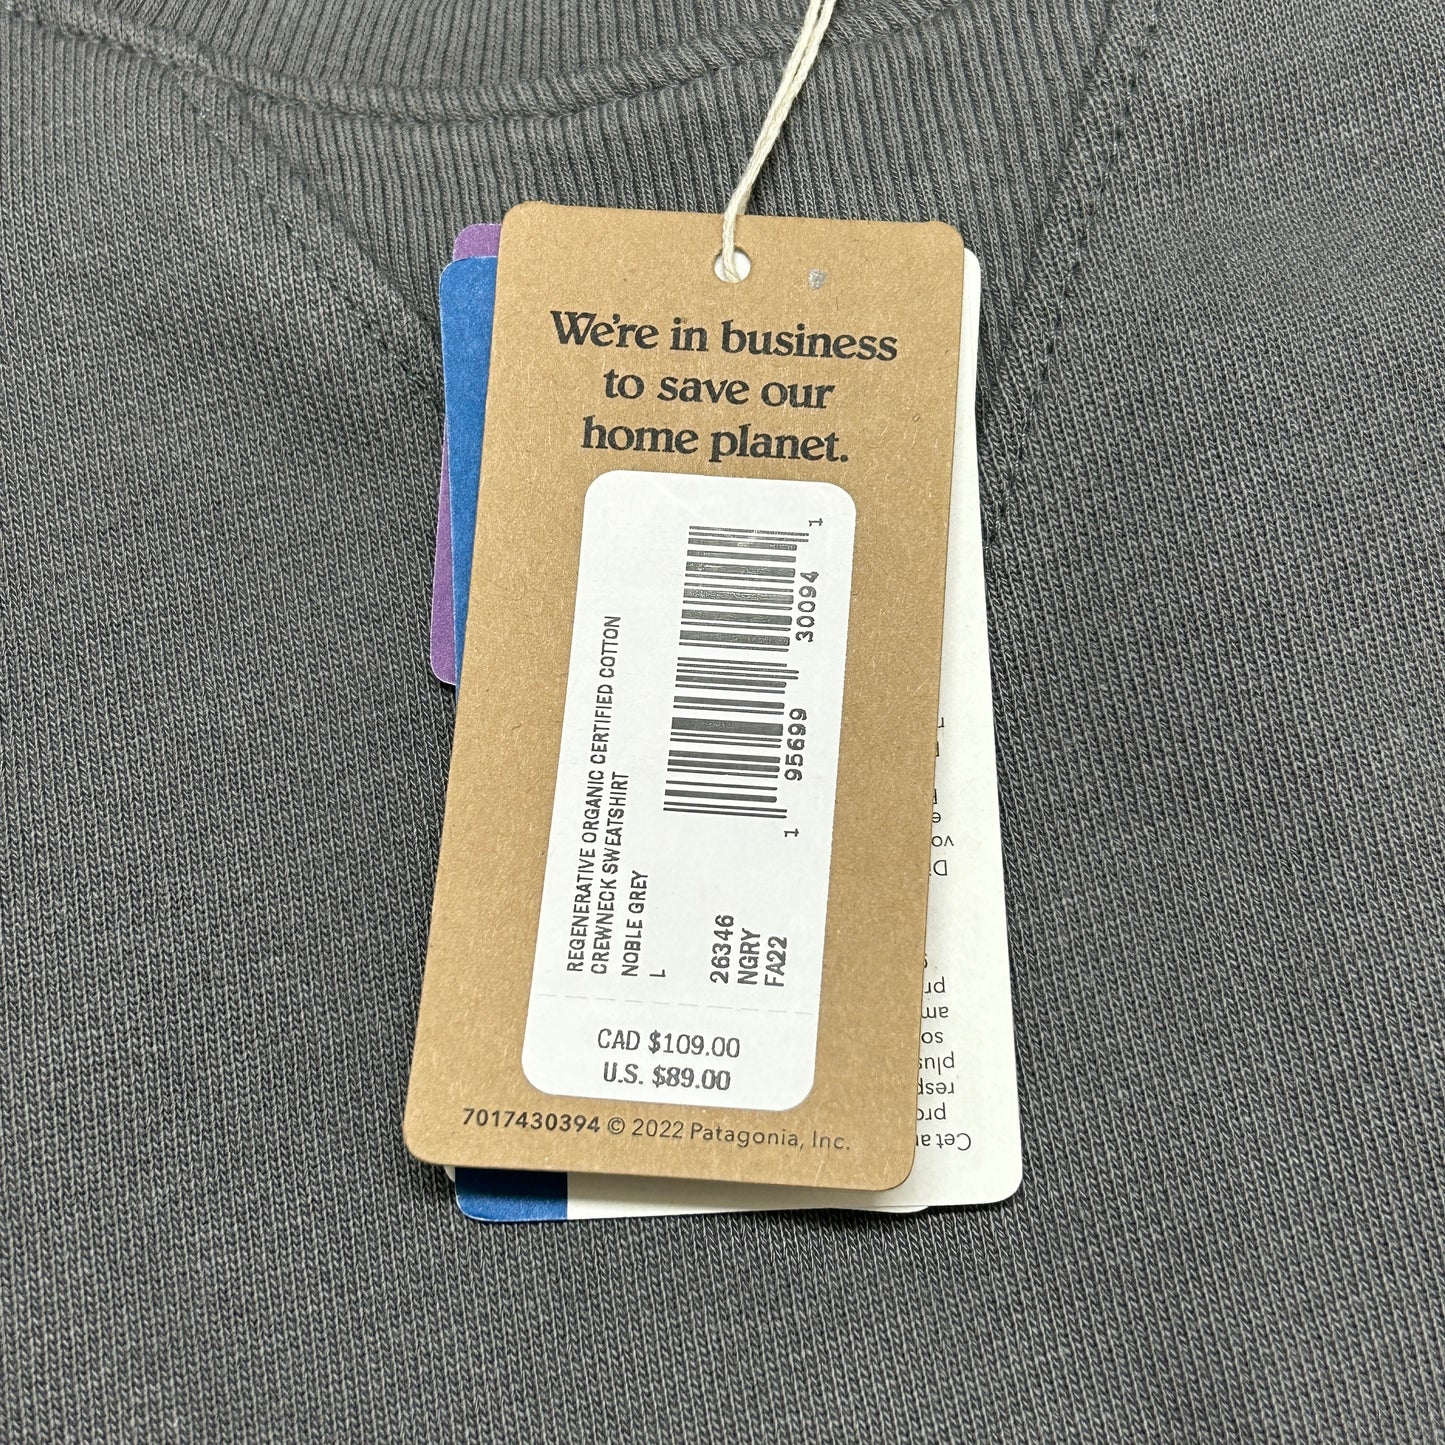 We're in business
to save our
home planet.
REGENERATIVE ORGANIC CERTIFIED COTTON
CREWNECK SWEATSHIRT
NOBLE GREY
L
26346
NGRY
FA22
1 95699 30094 1
CAD $109.00
U.S. $89.00
7017430394 © 2022 Patagonia, Inc.